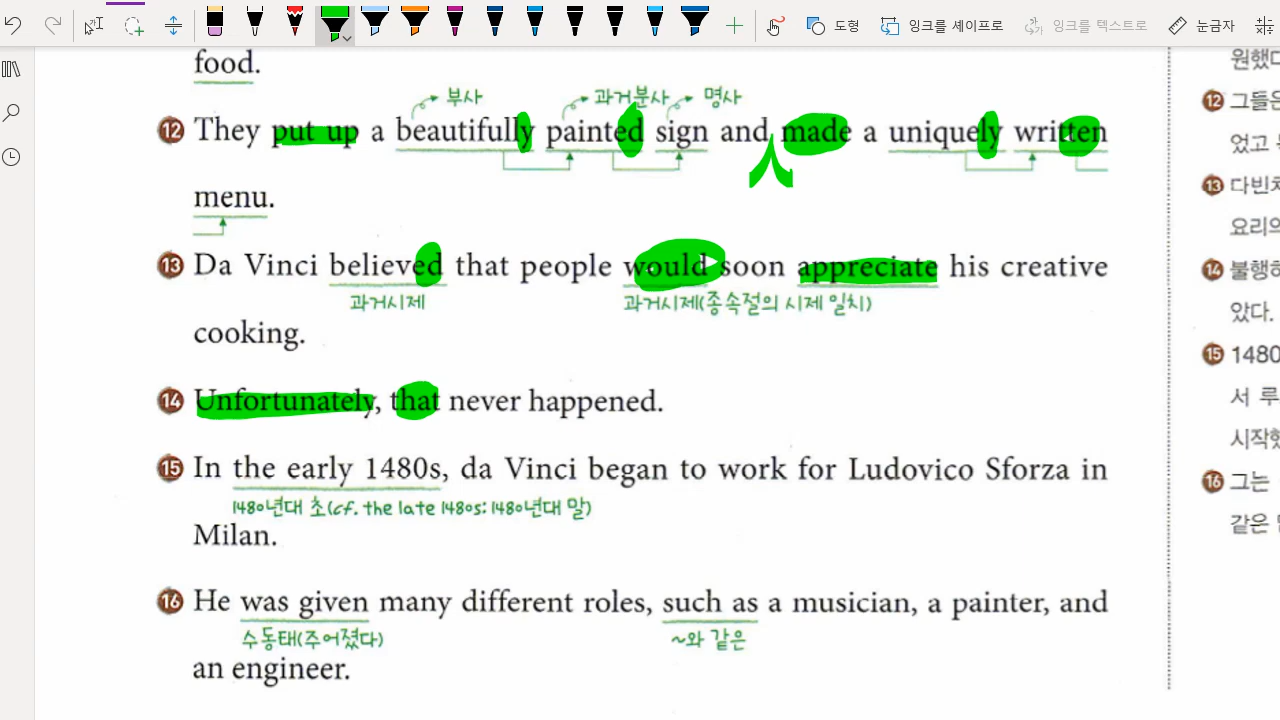 도형
잉크를 셰이프로
잉크를 텍스트로
눈금자
food.
부사 과거분사 명사
⑫ They put up a beautifully painted sign and made a uniquely written
menu.
⑬ Da Vinci believed that people would soon appreciate his creative
과거시제 과거시제(종속절의 시제 일치)
cooking.
⑭ Unfortunately, that never happened.
⑮ In the early 1480s, da Vinci began to work for Ludovico Sforza in
1480년대 초(cf. the late 1480s: 1480년대 말)
Milan.
⑯ He was given many different roles, such as a musician, a painter, and
수동태(주어졌다) ~와 같은
an engineer.
원했다
⑫ 그들은
었고
⑬ 다빈치
요리의
⑭ 불행히
았다.
⑮ 1480
서 루
시작했
⑯ 그는
같은